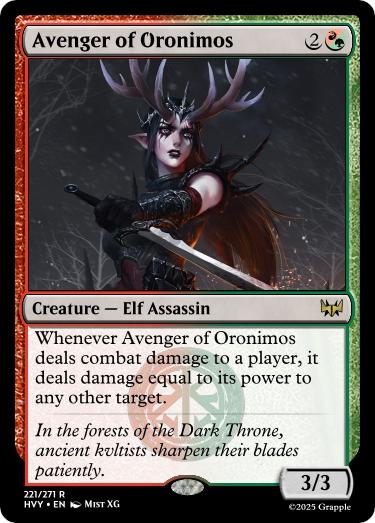 Avenger of Oronimos 2
Creature — Elf Assassin
Whenever Avenger of Oronimos
deals combat damage to a player, it
deals damage equal to its power to
any other target.
In the forests of the Dark Throne,
ancient kvltists sharpen their blades
patiently.
3/3
221/271 R
HVY • EN Mist XG
©2025 Grapple